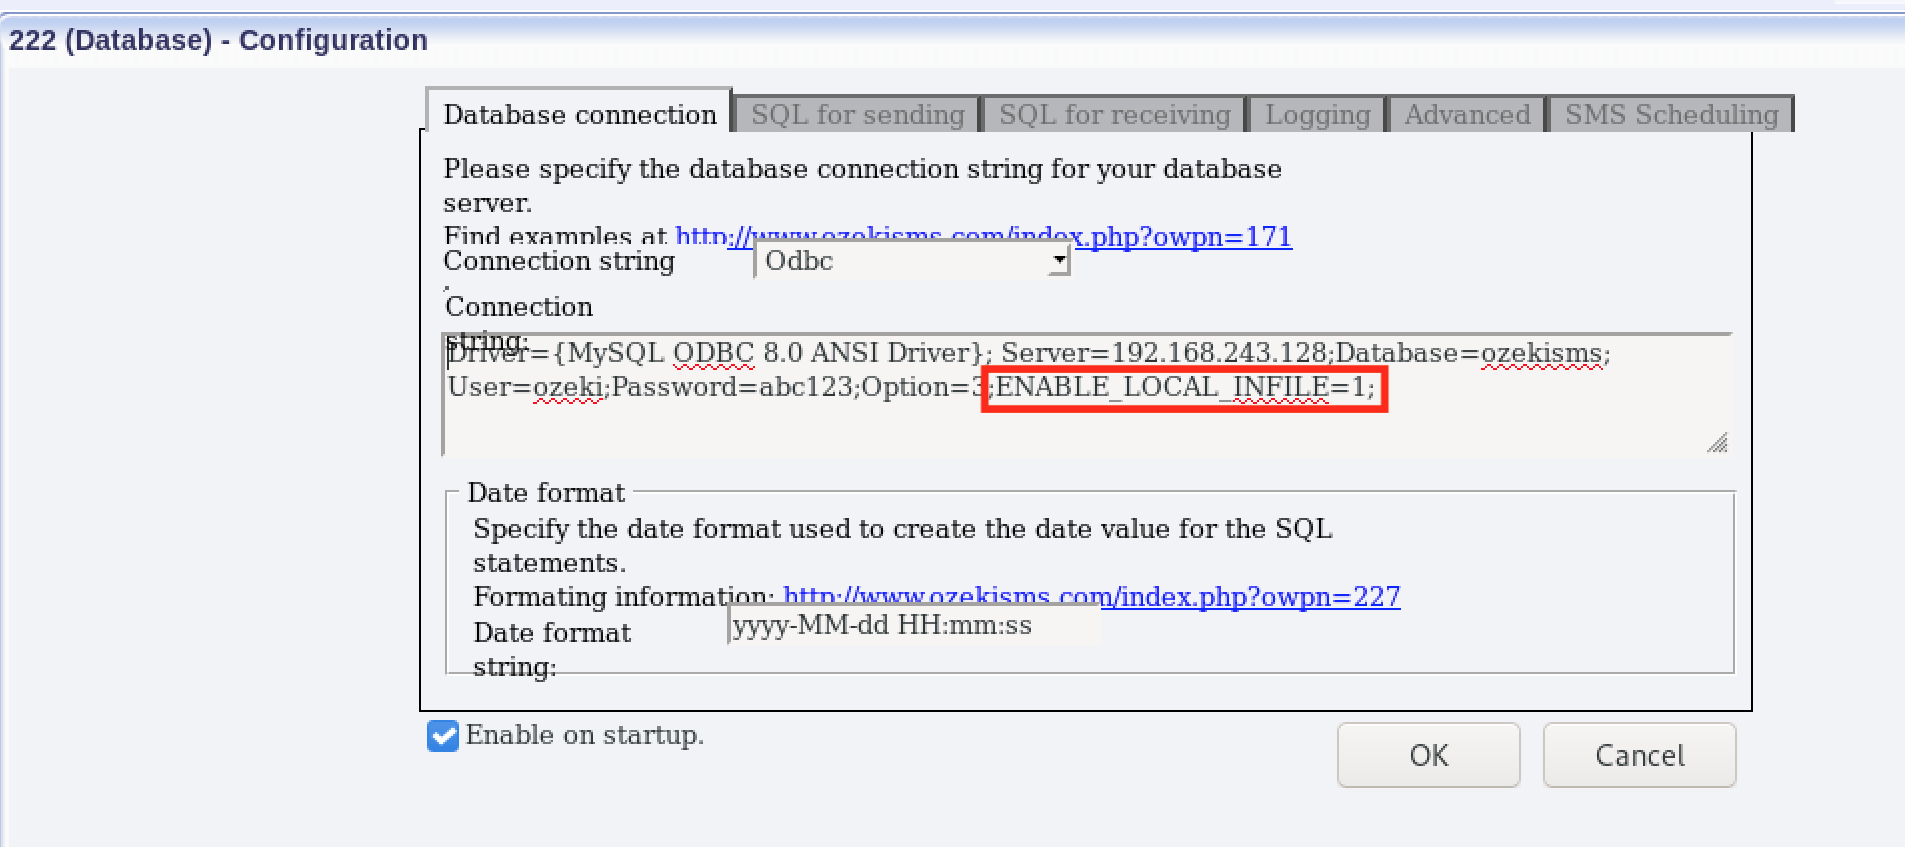 222 (Database) - Configuration
Database connection SQL for sending SQL for receiving Logging Advanced SMS Scheduling
Please specify the database connection string for your database
server.
Find examples at http://www.ozekisms.com/index.php?owpn=171
Connection string Odbc
Connection
string:
Driver={MySQL ODBC 8.0 ANSI Driver}; Server=192.168.243.128;Database=ozekisms;
User=ozeki;Password=abc123;Option=3;ENABLE_LOCAL_INFILE=1;
Date format
Specify the date format used to create the date value for the SQL
statements.
Formating information: http://www.ozekisms.com/index.php?owpn=227
Date format yyyy-MM-dd HH:mm:ss
string:
Enable on startup.
OK Cancel